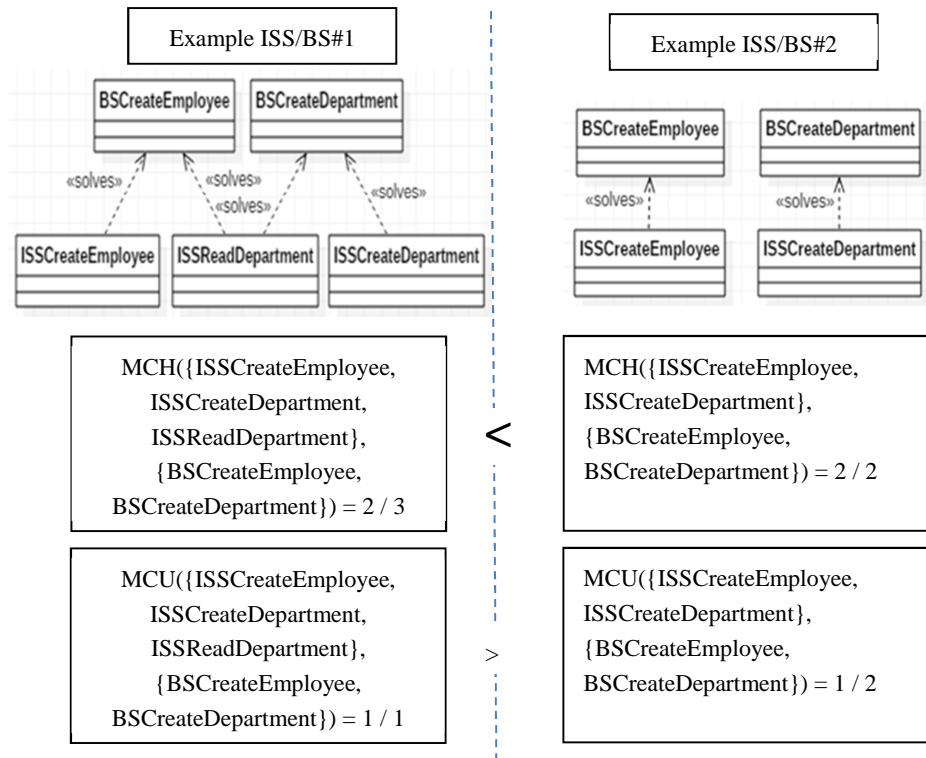 Example ISS/BS#1
BSCreateEmployee
BSCreateDepartment
«solves»
«solves»
«solves»
«solves»
ISSCreateEmployee
ISSReadDepartment
ISSCreateDepartment
Example ISS/BS#2
BSCreateEmployee
BSCreateDepartment
«solves»
«solves»
ISSCreateEmployee
ISSCreateDepartment
MCH({ISSCreateEmployee,
ISSCreateDepartment,
ISSReadDepartment},
{BSCreateEmployee,
BSCreateDepartment}) = 2 / 3
<
MCH({ISSCreateEmployee,
ISSCreateDepartment},
{BSCreateEmployee,
BSCreateDepartment}) = 2 / 2
MCU({ISSCreateEmployee,
ISSCreateDepartment,
ISSReadDepartment},
{BSCreateEmployee,
BSCreateDepartment}) = 1 / 1
>
MCU({ISSCreateEmployee,
ISSCreateDepartment},
{BSCreateEmployee,
BSCreateDepartment}) = 1 / 2